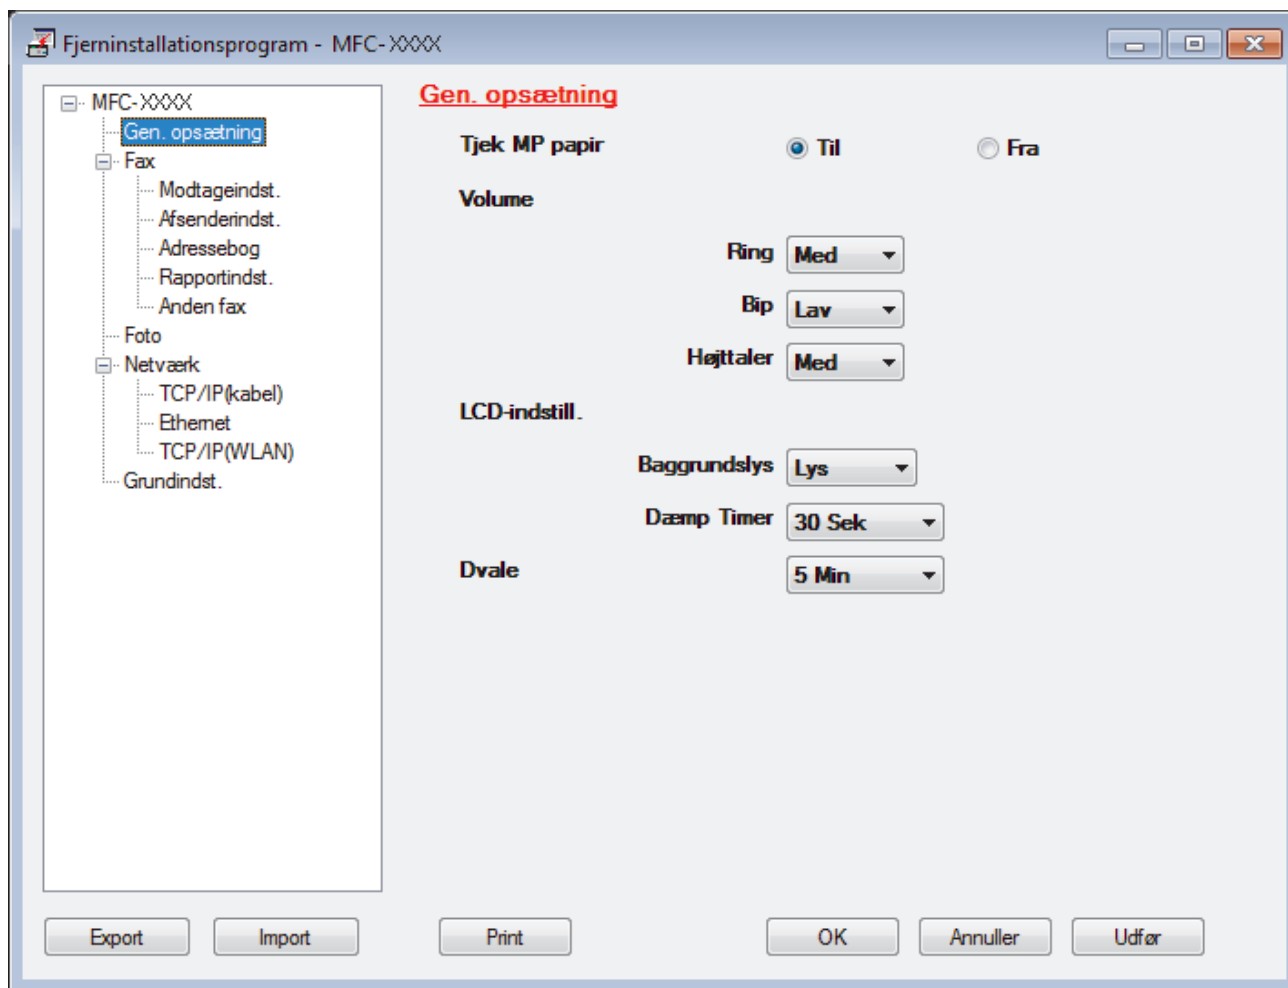 Fjerninstallationsprogram - MFC-XXXX
MFC-XXXX
Gen. opsætning
Fax
Modtageindst.
Afsenderindst.
Adressebog
Rapportindst.
Anden fax
Foto
Netværk
TCP/IP(kabel)
Ethernet
TCP/IP(WLAN)
Grundindst.
Gen. opsætning
Tjek MP papir Til Fra
Volume
Ring Med
Bip Lav
Højttaler Med
LCD-indstill.
Baggrundslys Lys
Dæmp Timer 30 Sek
Dvale 5 Min
Export Import Print OK Annuller Udfør